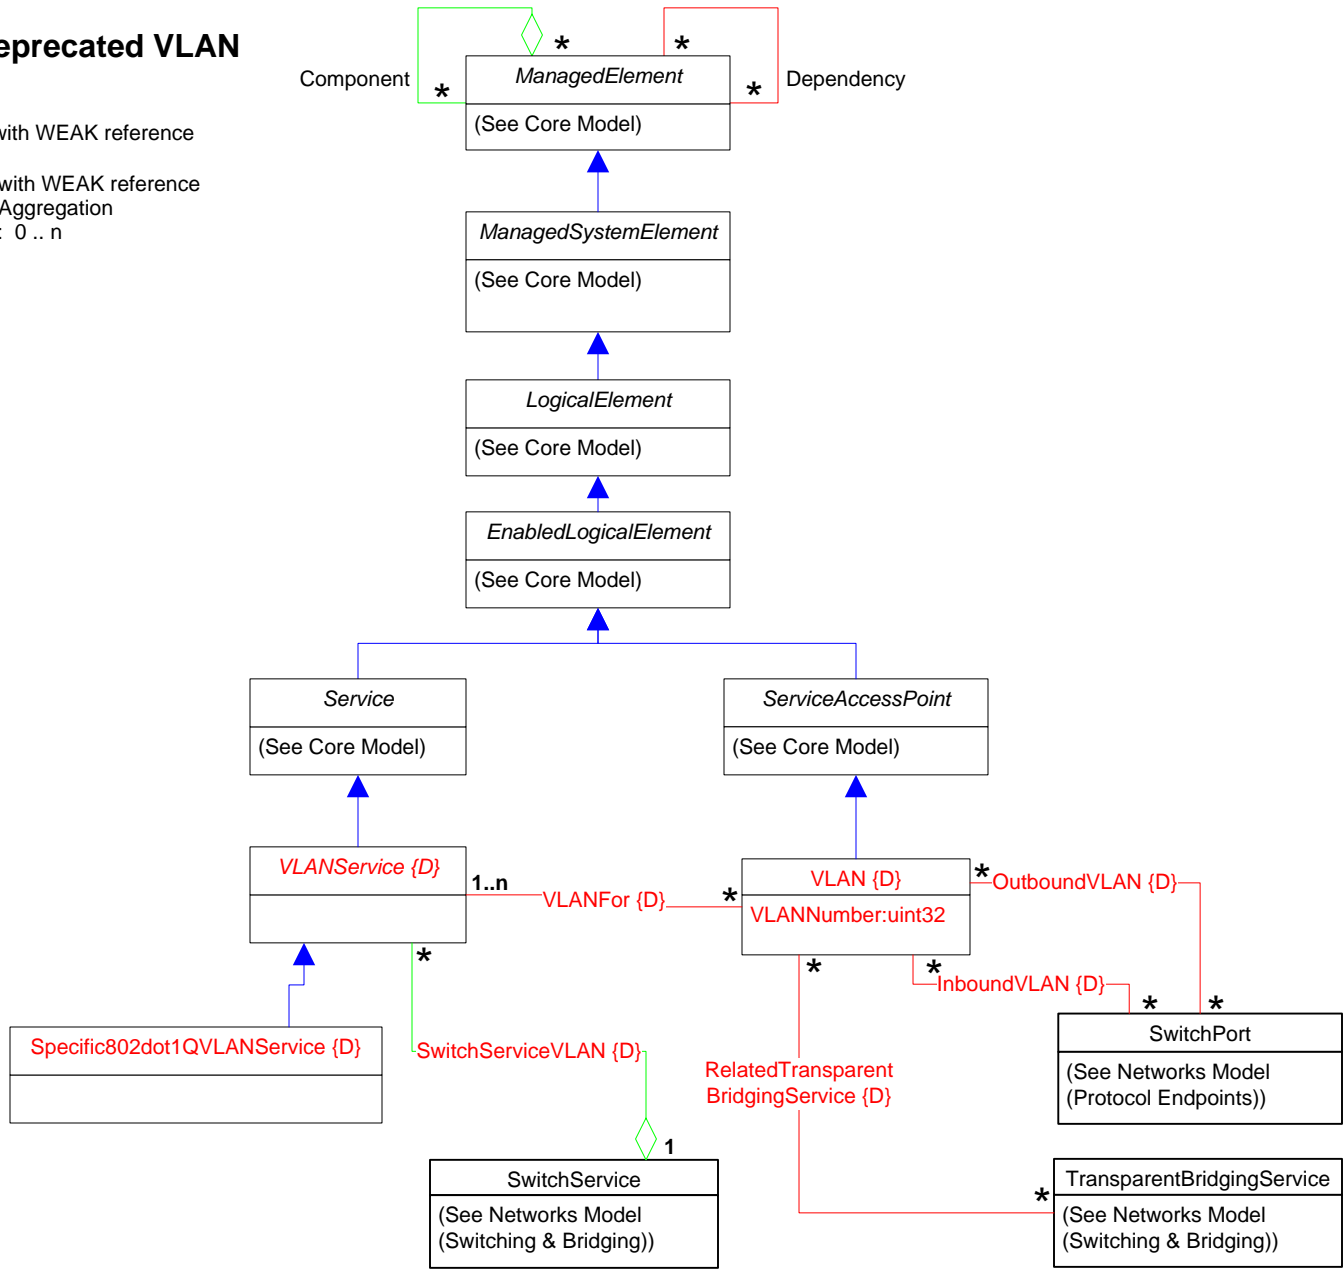 eprecated VLAN
with WEAK reference
with WEAK reference
Aggregation
: 0 .. n
Component
*
*
*
*
Dependency
ManagedElement
(See Core Model)
ManagedSystemElement
(See Core Model)
LogicalElement
(See Core Model)
EnabledLogicalElement
(See Core Model)
Service
(See Core Model)
ServiceAccessPoint
(See Core Model)
VLANService {D}
1..n
VLANFor {D}
*
VLAN {D}
VLANNumber:uint32
*
OutboundVLAN {D}
*
*
*
InboundVLAN {D}
*
*
Specific802dot1QVLANService {D}
SwitchServiceVLAN {D}
RelatedTransparent
BridgingService {D}
SwitchPort
(See Networks Model
(Protocol Endpoints))
1
SwitchService
(See Networks Model
(Switching & Bridging))
*
TransparentBridgingService
(See Networks Model
(Switching & Bridging))